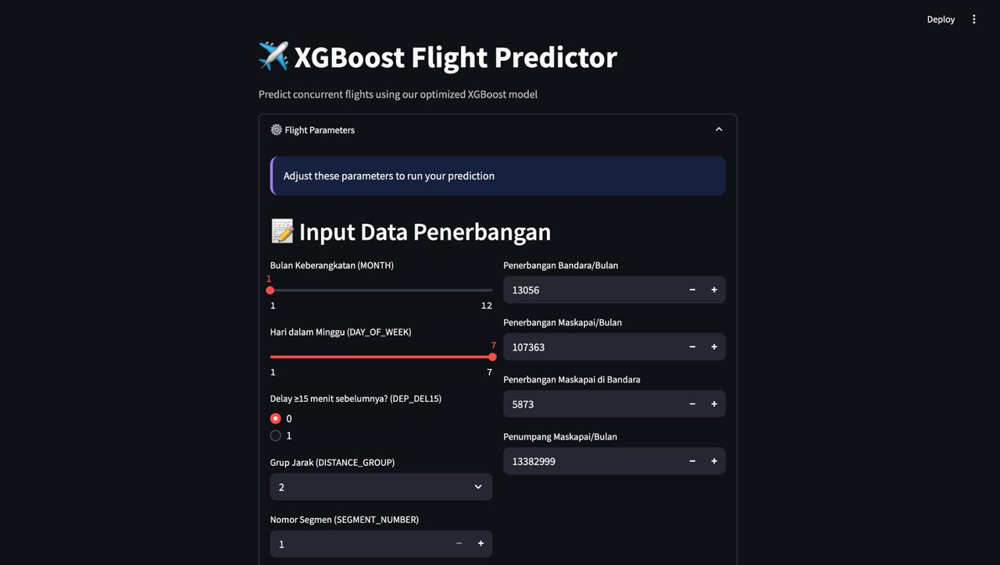 Deploy
XGBoost Flight Predictor
Predict concurrent flights using our optimized XGBoost model
Flight Parameters
Adjust these parameters to run your prediction
Input Data Penerbangan
Bulan Keberangkatan (MONTH)
1
1 12
Hari dalam Minggu (DAY_OF_WEEK)
7
1 7
Delay ≥15 menit sebelumnya? (DEP_DEL15)
0
1
Grup Jarak (DISTANCE_GROUP)
2
Nomor Segmen (SEGMENT_NUMBER)
1
Penerbangan Bandara/Bulan
13056
Penerbangan Maskapai/Bulan
107363
Penerbangan Maskapai di Bandara
5873
Penumpang Maskapai/Bulan
13382999